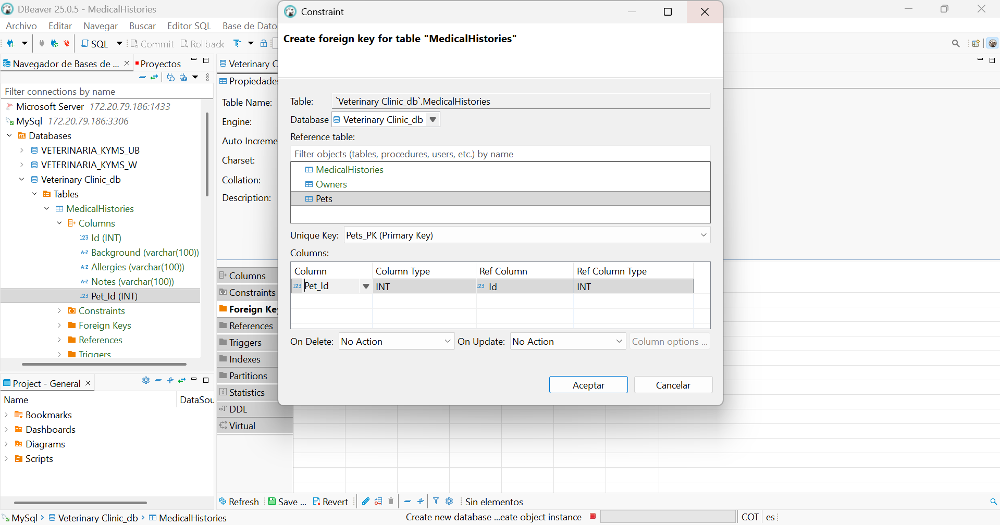 DBeaver 25.0.5 - MedicalHistories
Archivo Editar Navegar Buscar Editor SQL Base de Dato
SQL Commit Rollback
Navegador de Bases de ... Proyectos
Filter connections by name
Microsoft Server 172.20.79.186:1433
MySql 172.20.79.186:3306
Databases
VETERINARIA_KYMS_UB
VETERINARIA_KYMS_W
Veterinary Clinic_db
Tables
MedicalHistories
Columns
123 Id (INT)
A-Z Background (varchar(100))
A-Z Allergies (varchar(100))
A-Z Notes (varchar(100))
123 Pet_Id (INT)
Constraints
Foreign Keys
References
Triggers
Project - General
Name DataSou
Bookmarks
Dashboards
Diagrams
Scripts
Veterinary C
Propiedades
Table Name:
Engine:
Auto Increme
Charset:
Collation:
Description:
Columns
Constraints
Foreign Key
References
Triggers
Indexes
Partitions
Statistics
DDL
Virtual
Constraint
Create foreign key for table "MedicalHistories"
Table: `Veterinary Clinic_db`.MedicalHistories
Database Veterinary Clinic_db
Reference table:
Filter objects (tables, procedures, users, etc.) by name
MedicalHistories
Owners
Pets
Unique Key: Pets_PK (Primary Key)
Columns:
Column Column Type Ref Column Ref Column Type
123 Pet_Id INT 123 Id INT
On Delete: No Action On Update: No Action Column options ...
Aceptar Cancelar
Refresh Save ... Revert Sin elementos
MySql Veterinary Clinic_db MedicalHistories Create new database ...eate object instance COT es